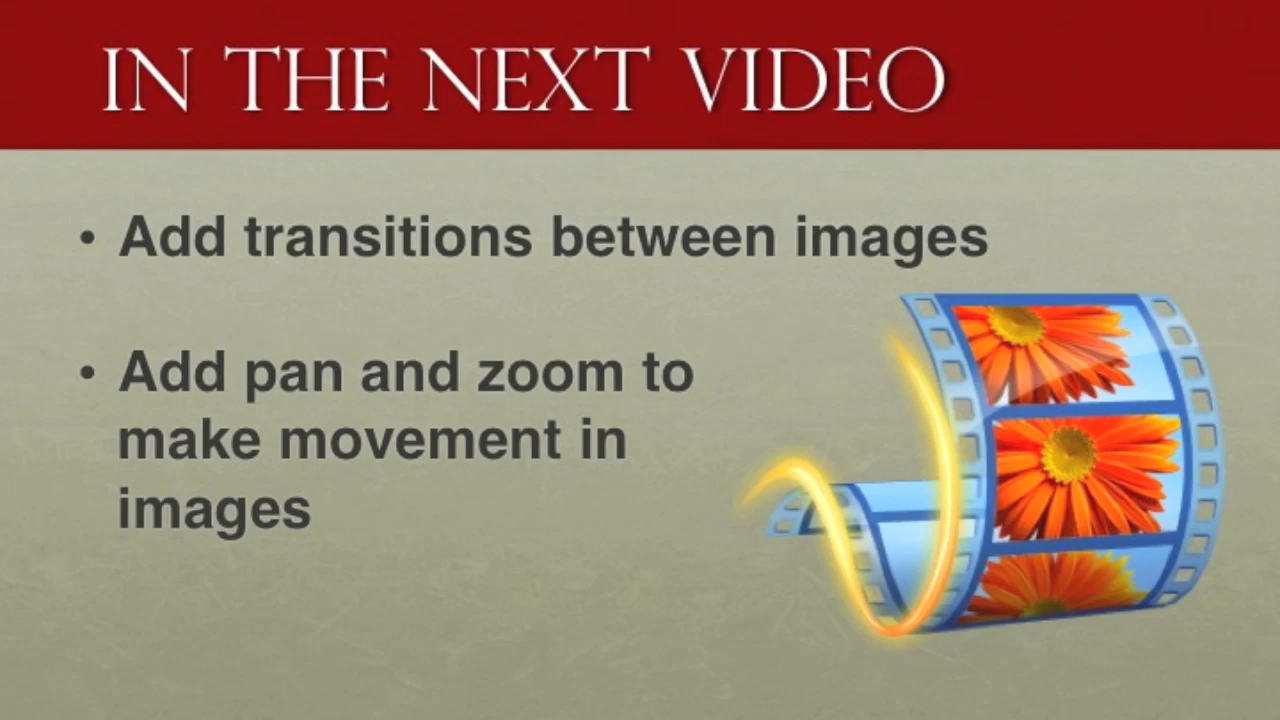 IN THE NEXT VIDEO
• Add transitions between images
• Add pan and zoom to
make movement in
images